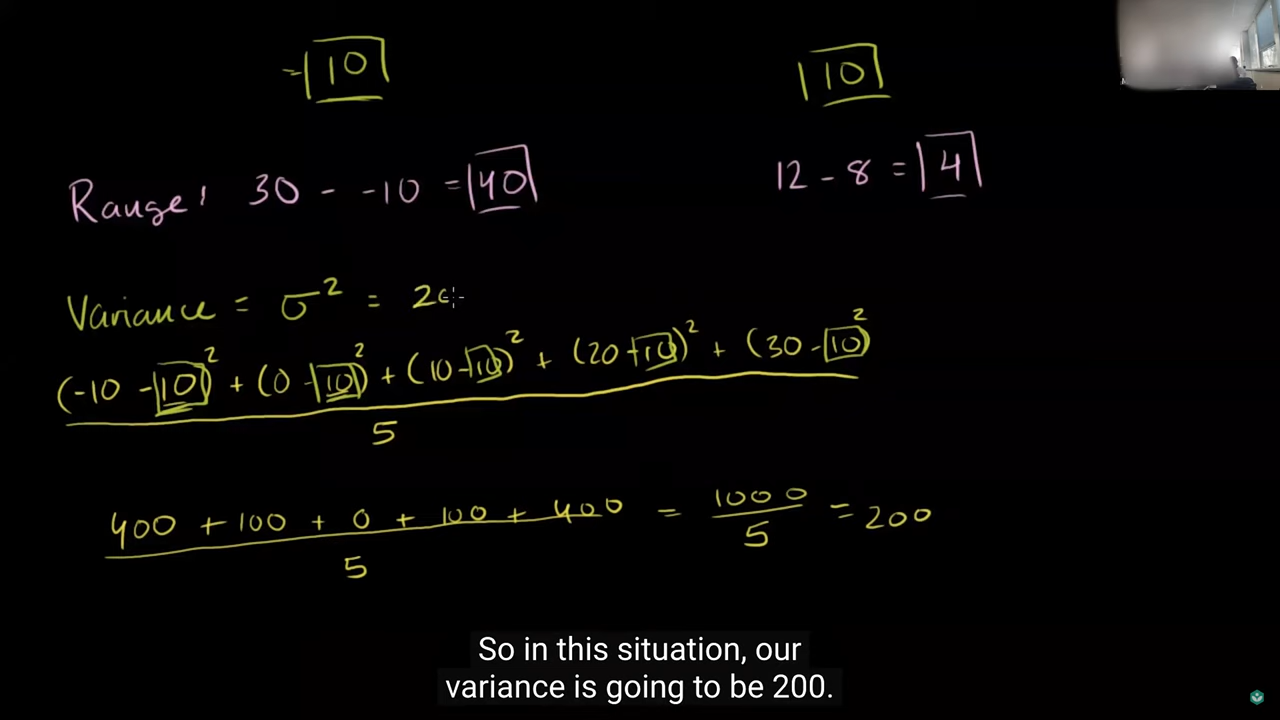 = 10 10
Range: 30 - -10 = 40 12 - 8 = 4
Variance = σ² = 20
(-10 - 10)² + (0 - 10)² + (10 - 10)² + (20 - 10)² + (30 - 10)²
5
400 + 100 + 0 + 100 + 400 = 1000 = 200
5 5
So in this situation, our
variance is going to be 200.